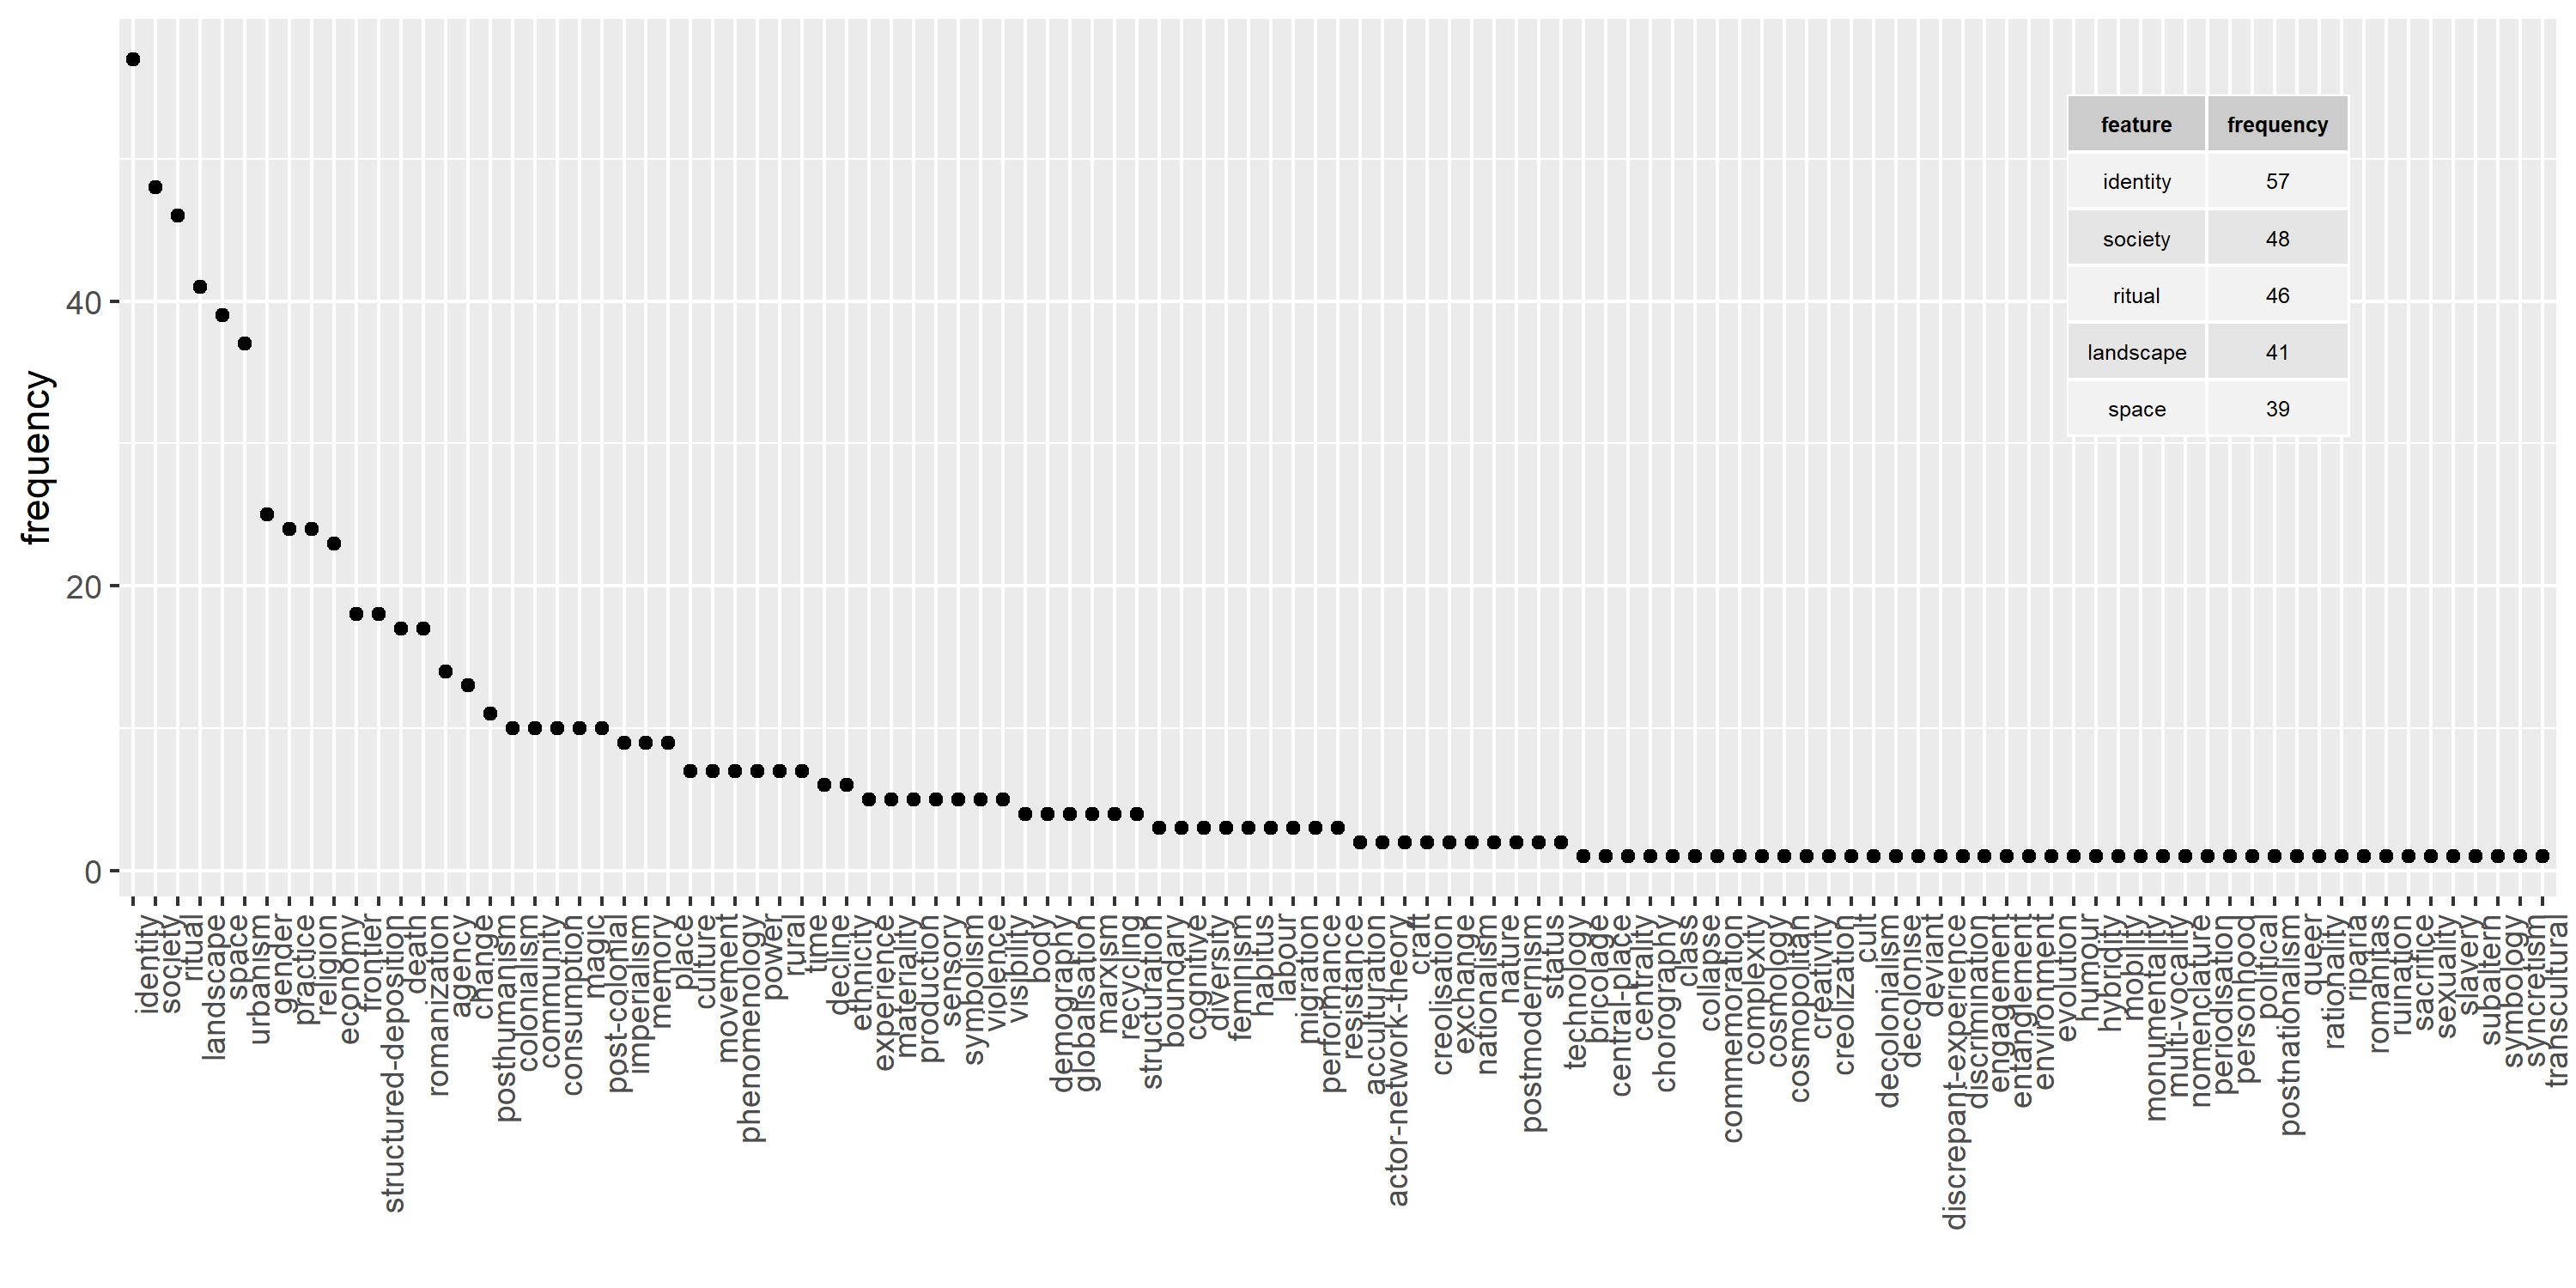 frequency
40
20
0
feature frequency
identity 57
society 48
ritual 46
landscape 41
space 39
identity
society
ritual
landscape
space
urbanism
gender
practice
religion
economy
frontier
structured-deposition
death
romanization
agency
change
posthumanism
colonialism
community
consumption
magic
post-colonial
imperialism
memory
place
culture
movement
phenomenology
power
rural
time
decline
ethnicity
experience
materiality
production
sensory
symbolism
violence
visibility
body
demography
globalisation
marxism
recycling
structuration
boundary
cognitive
diversity
feminism
habitus
labour
migration
performance
resistance
acculturation
actor-network-theory
craft
creolisation
exchange
nationalism
nature
postmodernism
status
technology
bricolage
central-place
centrality
chorography
class
collapse
commemoration
complexity
cosmology
cosmopolitan
creativity
creolization
cult
decolonialism
decolonise
deviant
discrepant-experience
discrimination
engagement
entanglement
environment
evolution
humour
hybridity
mobility
monumentality
multi-vocality
nomenclature
periodisation
personhood
political
postnationalism
queer
rationality
riparia
romanitas
runation
sacrifice
sexuality
slavery
subaltern
symbology
syncretism
transcultural